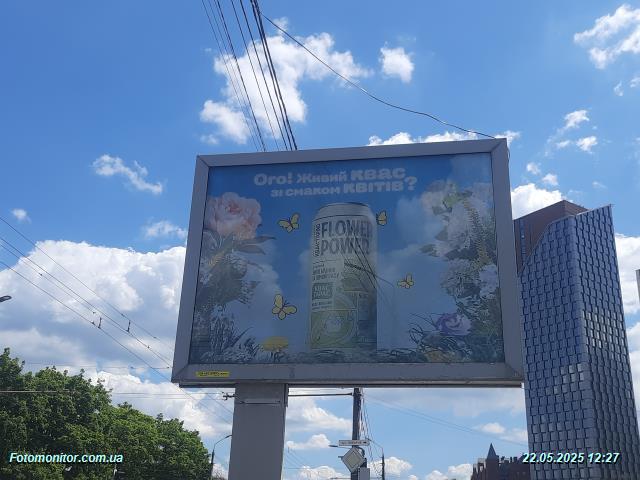 Ого! Живий КВАС
зі смаком КВІТІВ?
FLOWER
POWER
Fotomonitor.com.ua
22.05.2025 12:27